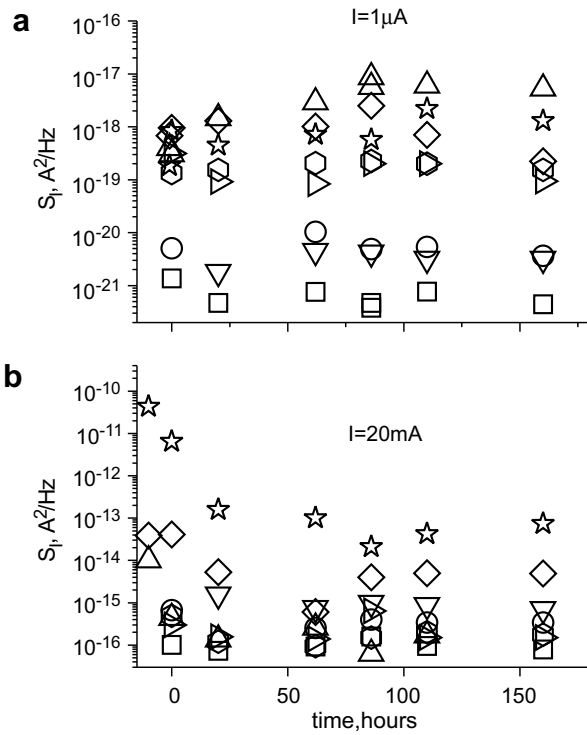 a
I=1μA
10⁻¹⁶
10⁻¹⁷
10⁻¹⁸
10⁻¹⁹
10⁻²⁰
10⁻²¹
S_I, A²/Hz
b
I=20mA
10⁻¹⁰
10⁻¹¹
10⁻¹²
10⁻¹³
10⁻¹⁴
10⁻¹⁵
10⁻¹⁶
S_I, A²/Hz
0 50 100 150
time,hours